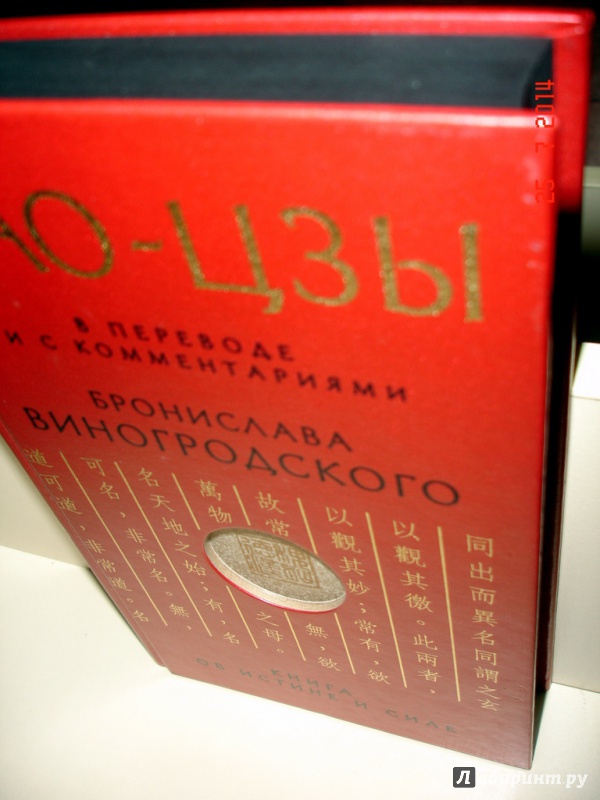 О-ЦЗЫ
В ПЕРЕВОДЕ
И С КОММЕНТАРИЯМИ
БРОНИСЛАВА
ВИНОГРОДСКОГО
道可道，非常道。名
可名，非常名。無，
名天地之始；有，名
萬物之母。
故常無，欲
以觀其妙；常有，欲
以觀其徼。此兩者，
同出而異名同謂之玄
КНИГА
ОБ ИСТИНЕ И СИЛЕ
25 7 2014
Лабиринт.ру